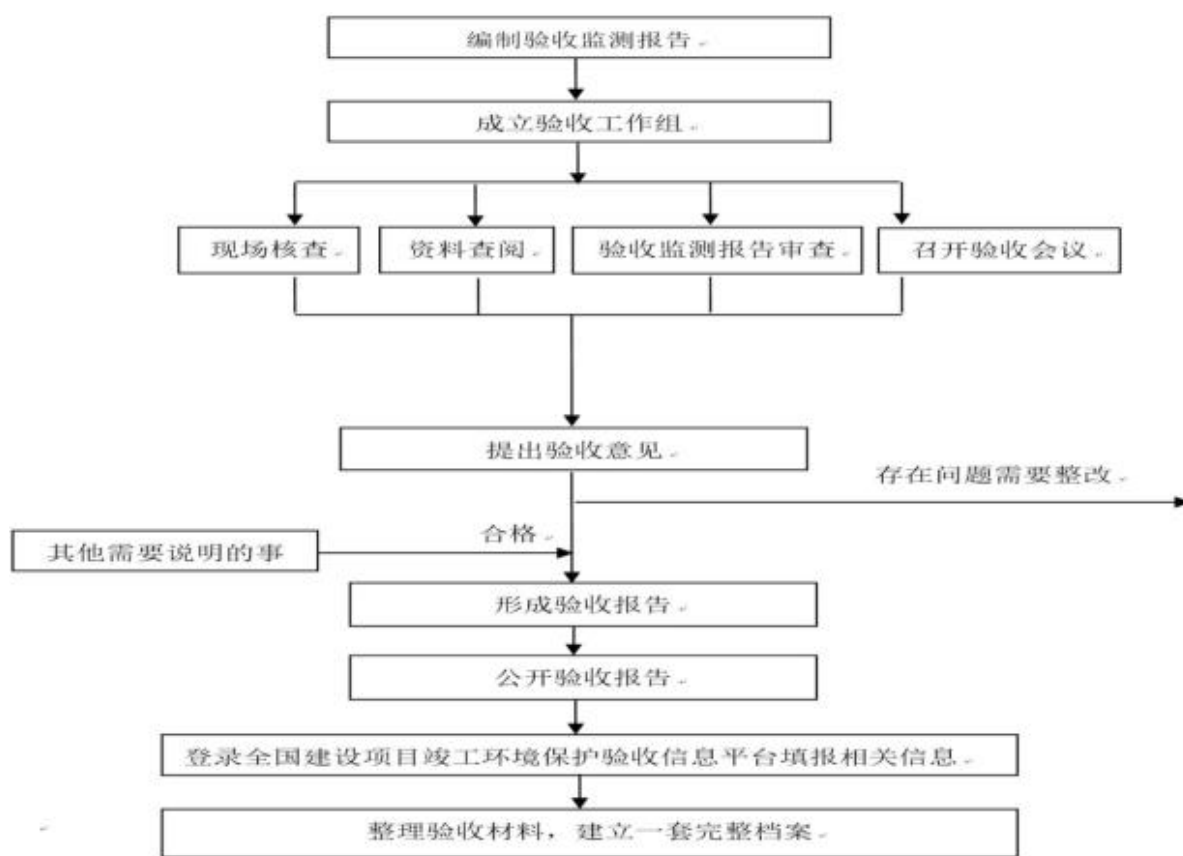 编制验收监测报告
成立验收工作组
现场核查
资料查阅
验收监测报告审查
召开验收会议
提出验收意见
存在问题需要整改
合格
其他需要说明的事
形成验收报告
公开验收报告
登录全国建设项目竣工环境保护验收信息平台填报相关信息
整理验收材料，建立一套完整档案